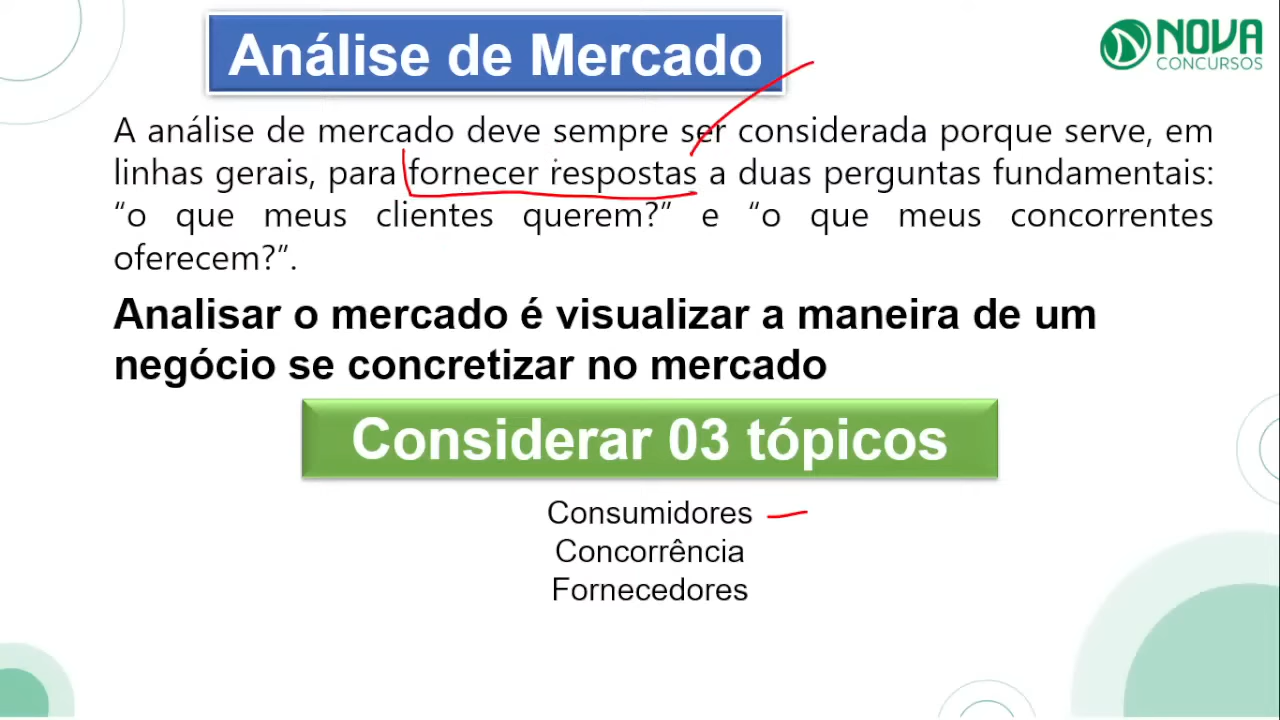 Análise de Mercado
NOVA
CONCURSOS
A análise de mercado deve sempre ser considerada porque serve, em
linhas gerais, para fornecer respostas a duas perguntas fundamentais:
“o que meus clientes querem?” e “o que meus concorrentes
oferecem?”.
Analisar o mercado é visualizar a maneira de um
negócio se concretizar no mercado
Considerar 03 tópicos
Consumidores
Concorrência
Fornecedores